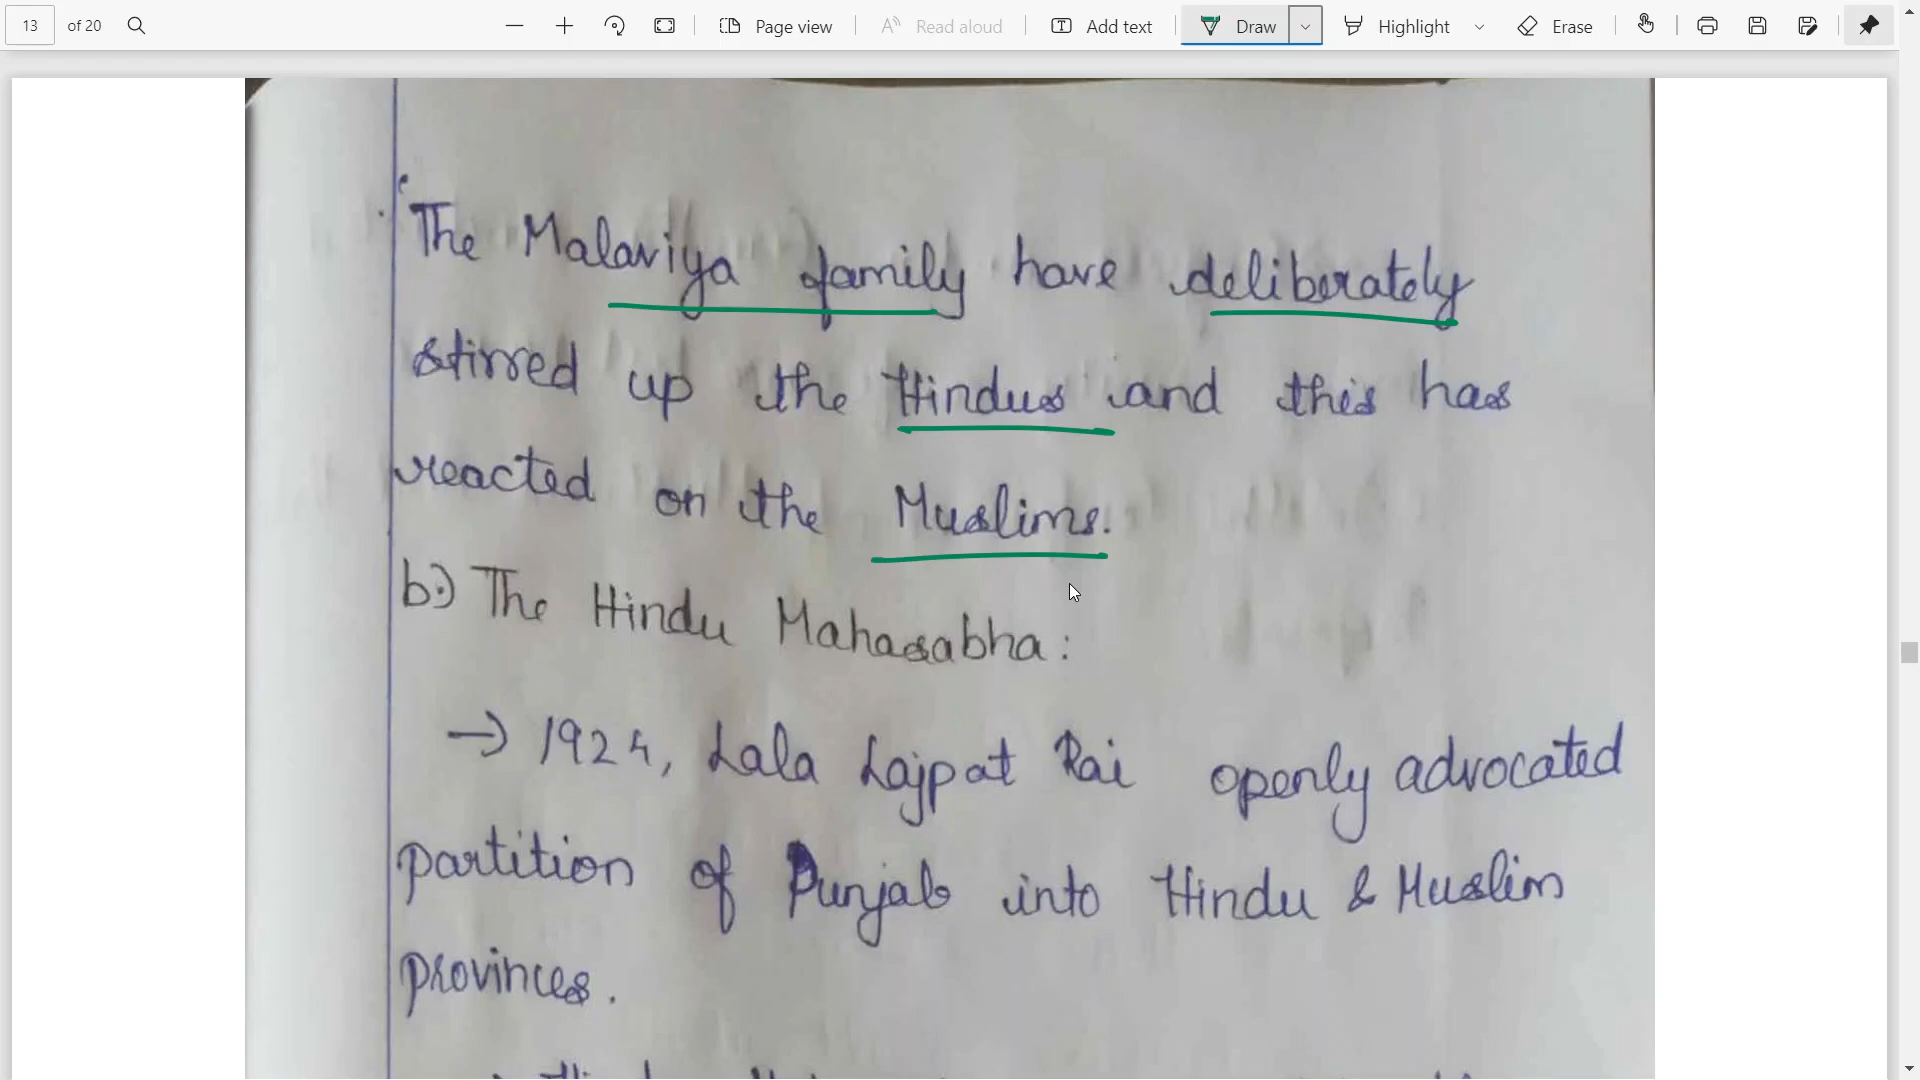 13 of 20 Page view Read aloud Add text Draw Highlight Erase
The Malaviya family have deliberately
stirred up the Hindus and this has
reacted on the Muslims.
b.) The Hindu Mahasabha:
→ 1924, Lala Lajpat Rai openly advocated
partition of Punjab into Hindu & Muslim
provinces.